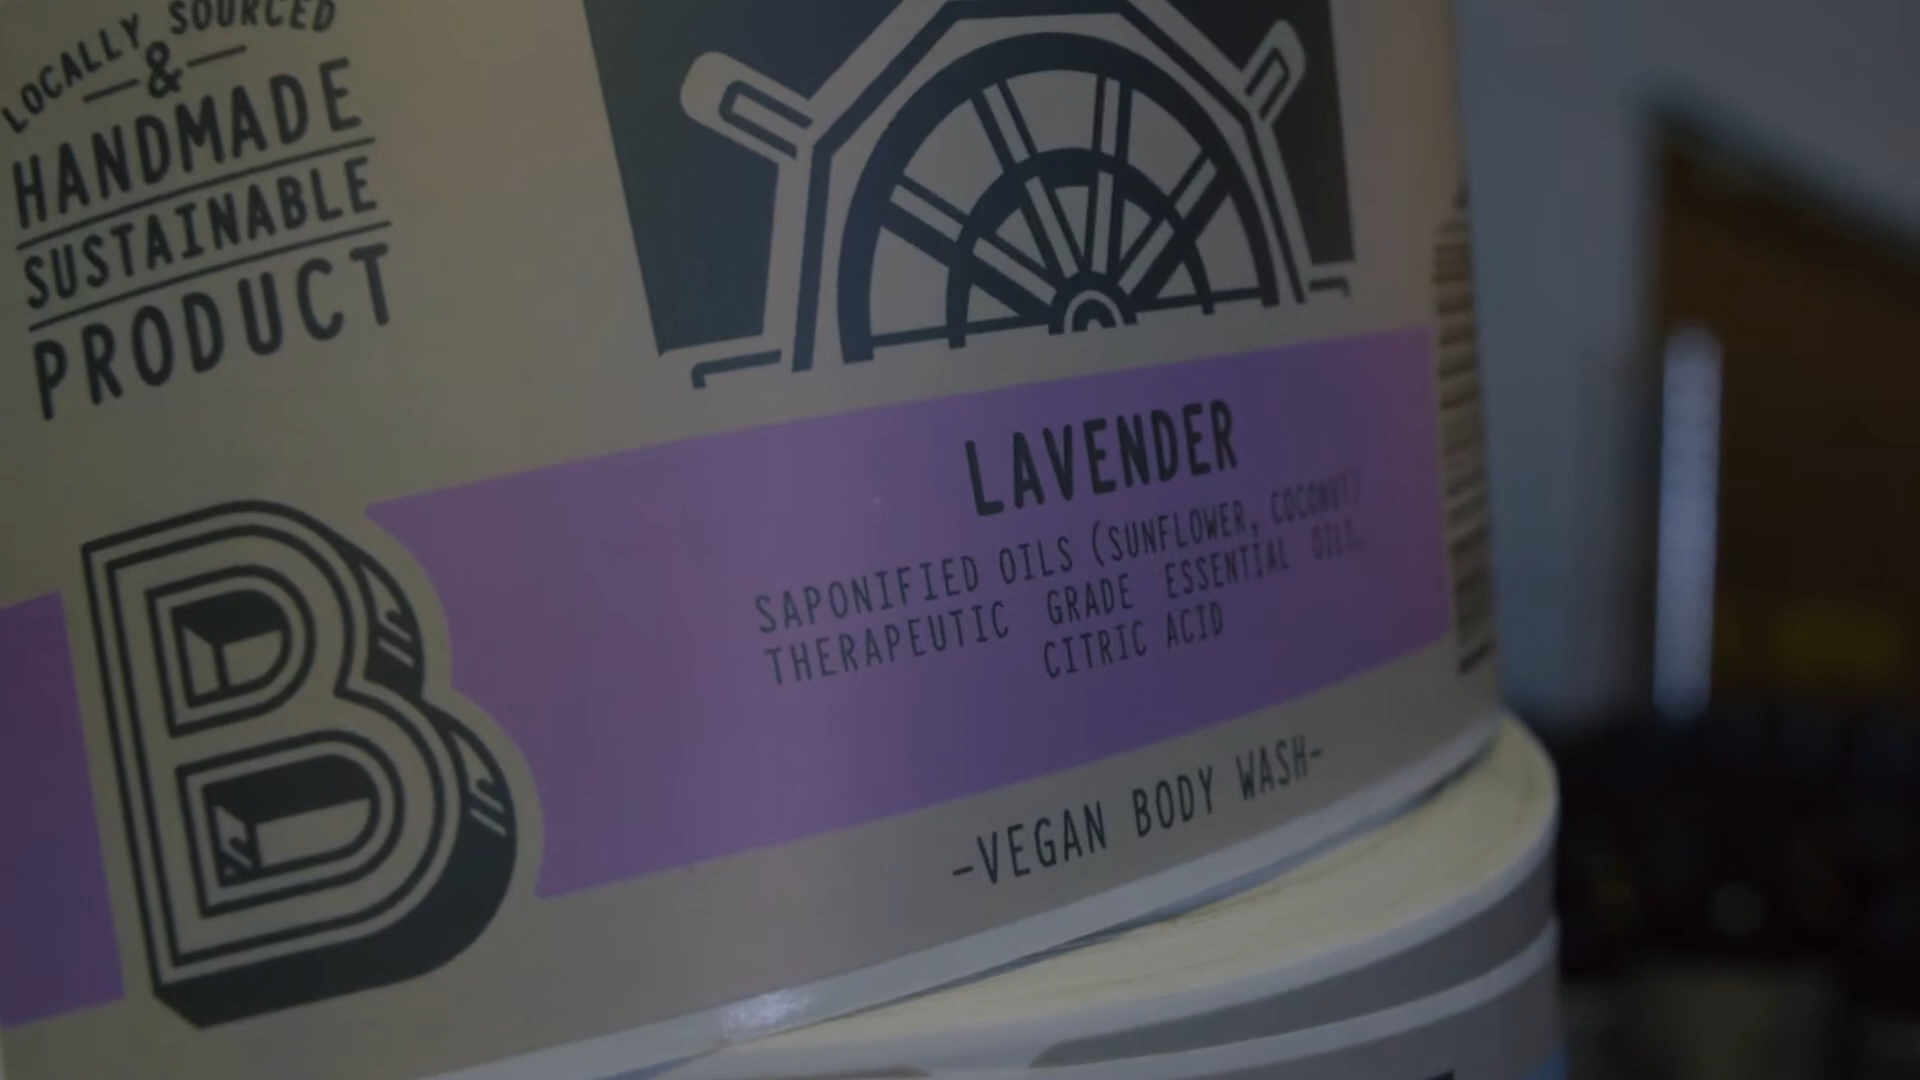 LOCALLY SOURCED
&
HANDMADE
SUSTAINABLE
PRODUCT
B
LAVENDER
SAPONIFIED OILS (SUNFLOWER, COCONUT)
THERAPEUTIC GRADE ESSENTIAL OILS,
CITRIC ACID
-VEGAN BODY WASH-